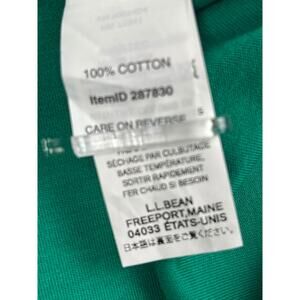 100% COTTON
ItemID 287830
CARE ON REVERSE
S
SÉCHAGE PAR CULBUTAGE
BASSE TEMPÉRATURE,
SORTIR RAPIDEMENT
FER CHAUD SI BESOIN
L.L.BEAN
FREEPORT,MAINE
04033 ÉTATS-UNIS
日本語は裏面をご覧ください。